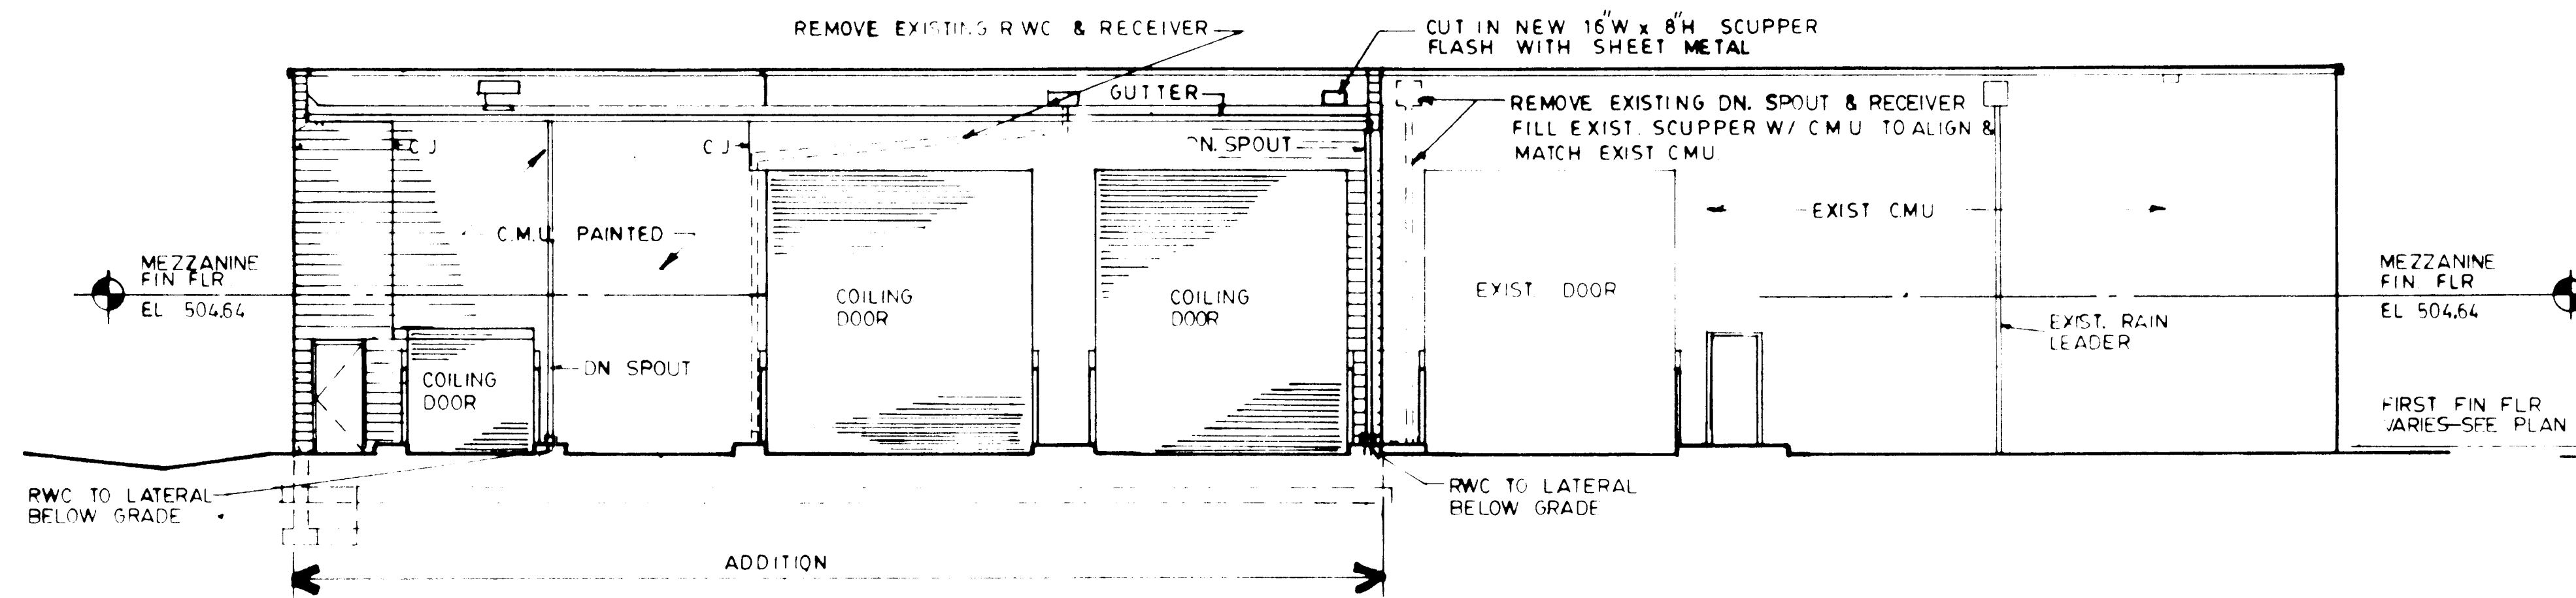 REMOVE EXISTING RWC & RECEIVER
CUT IN NEW 16"W x 8"H SCUPPER
FLASH WITH SHEET METAL
GUTTER
REMOVE EXISTING DN. SPOUT & RECEIVER
FILL EXIST. SCUPPER W/ CMU TO ALIGN &
MATCH EXIST CMU
CJ
CJ
DN. SPOUT
C.M.U. PAINTED
EXIST CMU
MEZZANINE
FIN FLR
EL 504.64
COILING
DOOR
COILING
DOOR
EXIST DOOR
MEZZANINE
FIN FLR
EL 504.64
EXIST. RAIN
LEADER
DN SPOUT
COILING
DOOR
FIRST FIN FLR
VARIES-SEE PLAN
RWC TO LATERAL
BELOW GRADE
RWC TO LATERAL
BELOW GRADE
ADDITION